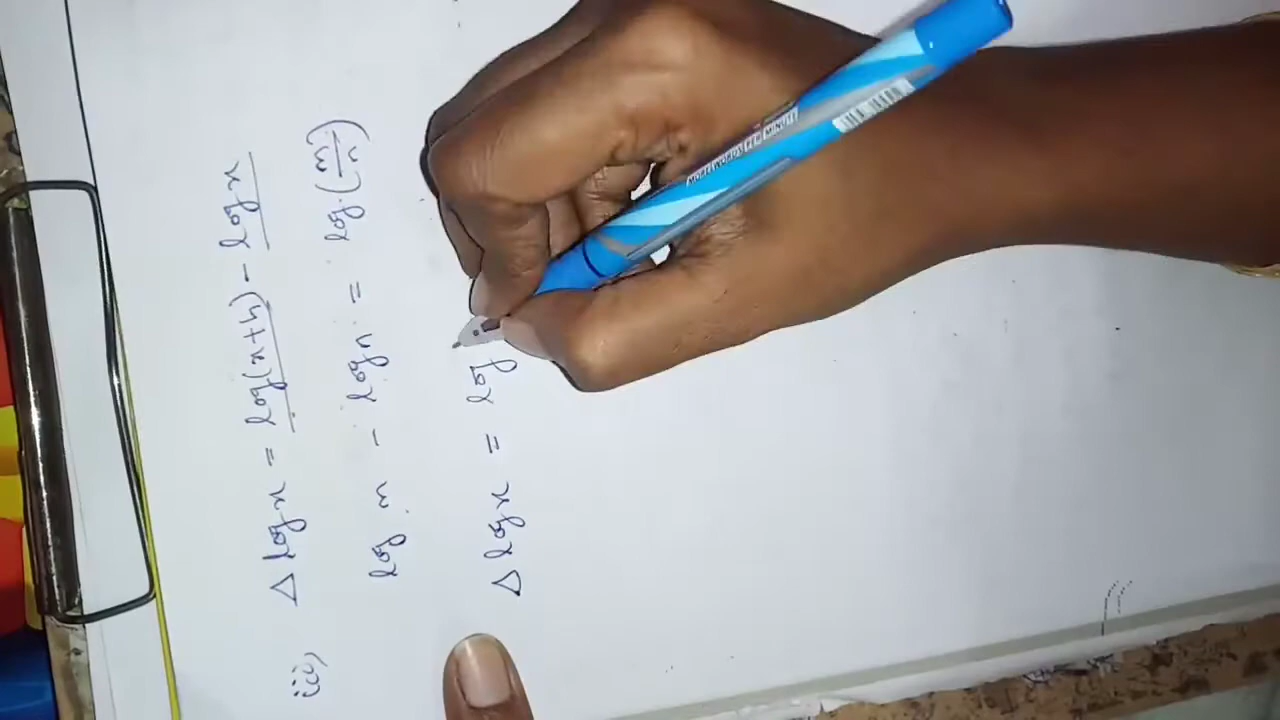 iii) Δ log x = log(x+h) - log x
log m - log n = log (m/n)
Δ log x = log